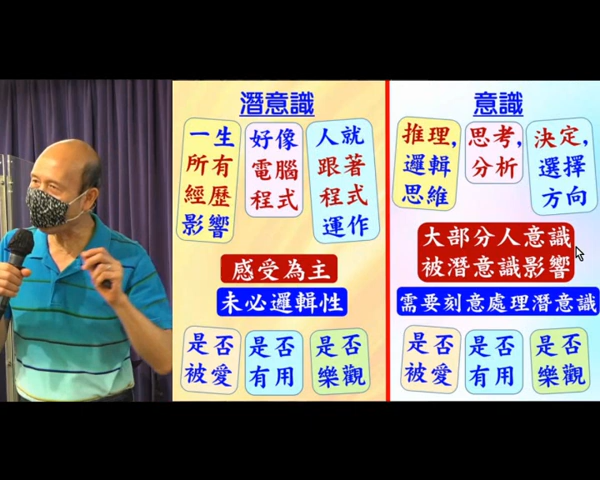 潛意識
一生
所有
經歷
影響
好像
電腦
程式
人就
跟著
程式
運作
感受為主
未必邏輯性
是否
被愛
是否
有用
是否
樂觀
意識
推理,
邏輯
思維
思考,
分析
決定,
選擇
方向
大部分人意識
被潛意識影響
需要刻意處理潛意識
是否
被愛
是否
有用
是否
樂觀